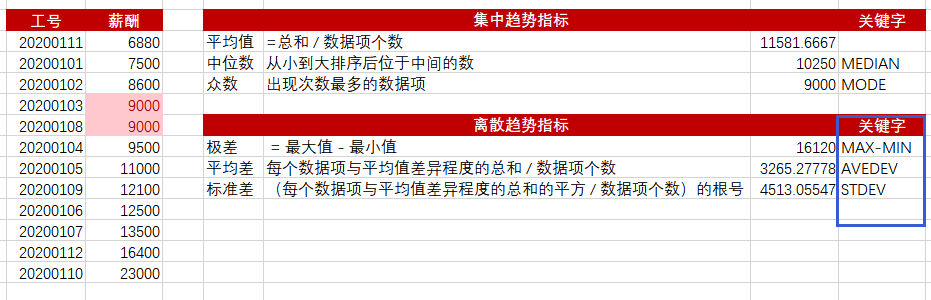 工号 薪酬 集中趋势指标 关键字
20200111 6880 平均值 =总和 / 数据项个数 11581.6667
20200101 7500 中位数 从小到大排序后位于中间的数 10250 MEDIAN
20200102 8600 众数 出现次数最多的数据项 9000 MODE
20200103 9000
20200108 9000 离散趋势指标 关键字
20200104 9500 极差 = 最大值 - 最小值 16120 MAX-MIN
20200105 11000 平均差 每个数据项与平均值差异程度的总和 / 数据项个数 3265.27778 AVEDEV
20200109 12100 标准差 （每个数据项与平均值差异程度的总和的平方 / 数据项个数）的根号 4513.05547 STDEV
20200106 12500
20200107 13500
20200112 16400
20200110 23000